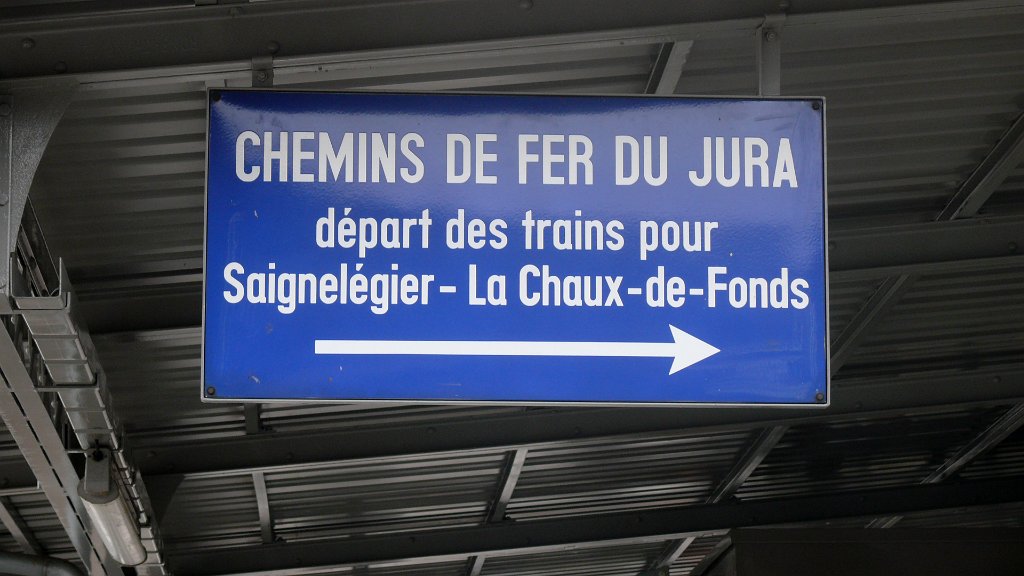 CHEMINS DE FER DU JURA
départ des trains pour
Saignelégier - La Chaux-de-Fonds